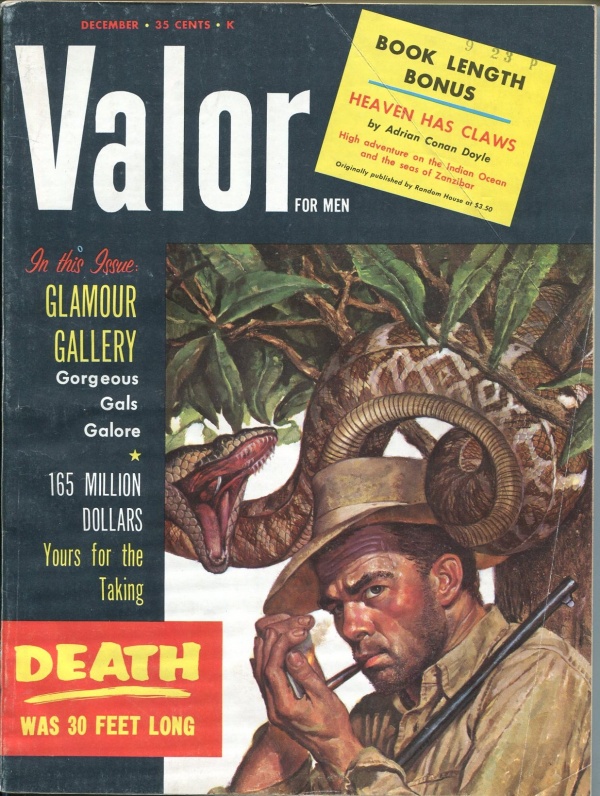 DECEMBER • 35 CENTS • K
Valor
FOR MEN
9 23 P
BOOK LENGTH
BONUS
HEAVEN HAS CLAWS
by Adrian Conan Doyle
High adventure on the Indian Ocean
and the seas of Zanzibar
Originally published by Random House at $3.50
In this Issue:
GLAMOUR
GALLERY
Gorgeous
Gals
Galore
★
165 MILLION
DOLLARS
Yours for the
Taking
DEATH
WAS 30 FEET LONG